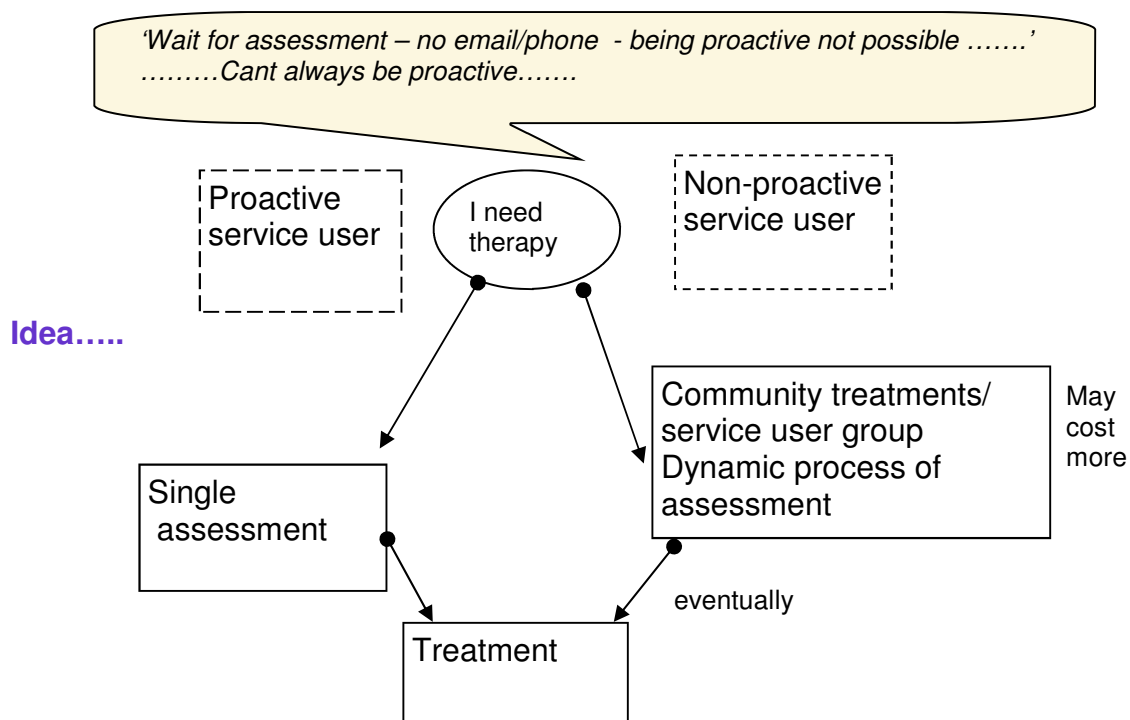 ‘Wait for assessment – no email/phone  - being proactive not possible …….’
………Cant always be proactive…….
Proactive
service user
I need
therapy
Non-proactive
service user
Idea…..
Community treatments/
service user group
Dynamic process of
assessment
May
cost
more
Single
assessment
eventually
Treatment